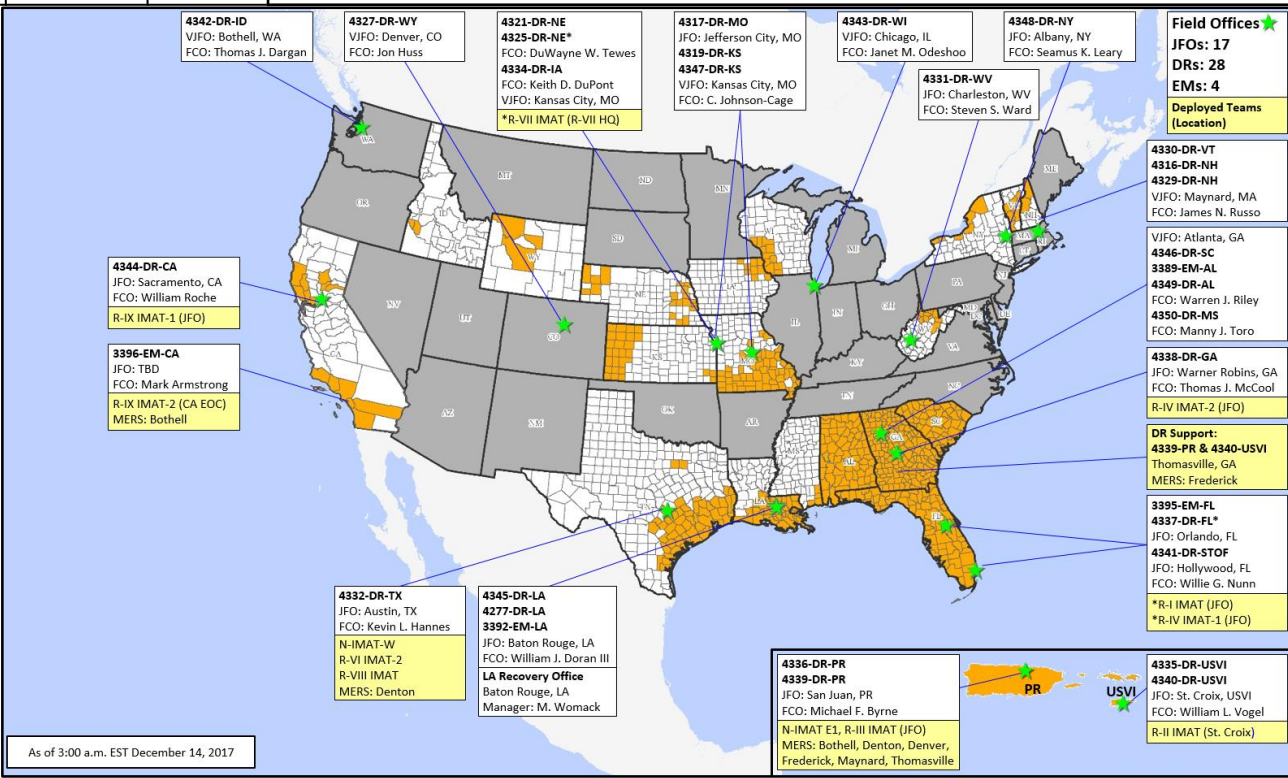 4342-DR-ID
VJFO: Bothell, WA
FCO: Thomas J. Dargan
4327-DR-WY
VJFO: Denver, CO
FCO: Jon Huss
4321-DR-NE
4325-DR-NE*
FCO: DuWayne W. Tewes
4334-DR-IA
FCO: Keith D. DuPont
VJFO: Kansas City, MO
*R-VII IMAT (R-VII HQ)
4317-DR-MO
JFO: Jefferson City, MO
4319-DR-KS
4347-DR-KS
VJFO: Kansas City, MO
FCO: C. Johnson-Cage
4343-DR-WI
VJFO: Chicago, IL
FCO: Janet M. Odeshoo
4331-DR-WV
JFO: Charleston, WV
FCO: Steven S. Ward
4348-DR-NY
JFO: Albany, NY
FCO: Seamus K. Leary
Field Offices
JFOs: 17
DRs: 28
EMs: 4
Deployed Teams
(Location)
4330-DR-VT
4316-DR-NH
4329-DR-NH
VJFO: Maynard, MA
FCO: James N. Russo
VJFO: Atlanta, GA
4346-DR-SC
3389-EM-AL
4349-DR-AL
FCO: Warren J. Riley
4350-DR-MS
FCO: Manny J. Toro
4338-DR-GA
JFO: Warner Robins, GA
FCO: Thomas J. McCool
R-IV IMAT-2 (JFO)
DR Support:
4339-PR & 4340-USVI
Thomasville, GA
MERS: Frederick
3395-EM-FL
4337-DR-FL*
JFO: Orlando, FL
4341-DR-STOF
JFO: Hollywood, FL
FCO: Willie G. Nunn
*R-I IMAT (JFO)
*R-IV IMAT-1 (JFO)
4344-DR-CA
JFO: Sacramento, CA
FCO: William Roche
R-IX IMAT-1 (JFO)
3396-EM-CA
JFO: TBD
FCO: Mark Armstrong
R-IX IMAT-2 (CA EOC)
MERS: Bothell
WA
OR
MT
ID
WY
ND
SD
MN
WI
MI
ME
NH
MA
RI
NY
PA
NJ
MD
DE
DC
NV
UT
CO
CA
AZ
NM
NE
KS
IA
MO
IL
IN
OH
KY
WV
VA
NC
TN
SC
OK
AR
TX
LA
MS
AL
GA
FL
4332-DR-TX
JFO: Austin, TX
FCO: Kevin L. Hannes
N-IMAT-W
R-VI IMAT-2
R-VIII IMAT
MERS: Denton
4345-DR-LA
4277-DR-LA
3392-EM-LA
JFO: Baton Rouge, LA
FCO: William J. Doran III
LA Recovery Office
Baton Rouge, LA
Manager: M. Womack
4336-DR-PR
4339-DR-PR
JFO: San Juan, PR
FCO: Michael F. Byrne
N-IMAT E1, R-III IMAT (JFO)
MERS: Bothell, Denton, Denver,
Frederick, Maynard, Thomasville
PR
USVI
4335-DR-USVI
4340-DR-USVI
JFO: St. Croix, USVI
FCO: William L. Vogel
R-II IMAT (St. Croix)
As of 3:00 a.m. EST December 14, 2017